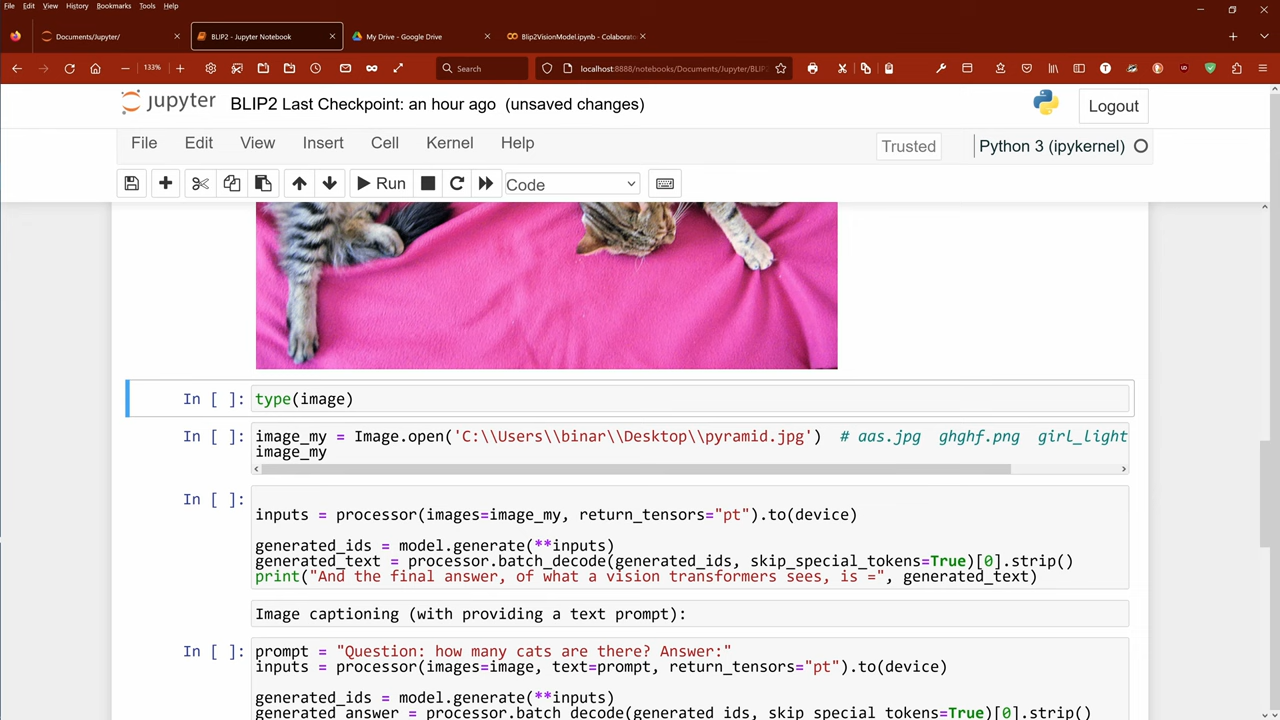 File Edit View History Bookmarks Tools Help
Documents/Jupyter/ BLIP2 - Jupyter Notebook My Drive - Google Drive Blip2VisionModel.ipynb - Colaborato
133% Search localhost:8888/notebooks/Documents/Jupyter/BLIP2
jupyter BLIP2 Last Checkpoint: an hour ago (unsaved changes) Logout
File Edit View Insert Cell Kernel Help Trusted Python 3 (ipykernel)
Run Code
In [ ]: type(image)
In [ ]: image_my = Image.open('C:\\Users\\binar\\Desktop\\pyramid.jpg') # aas.jpg ghghf.png girl_light
image_my
In [ ]:
inputs = processor(images=image_my, return_tensors="pt").to(device)
generated_ids = model.generate(**inputs)
generated_text = processor.batch_decode(generated_ids, skip_special_tokens=True)[0].strip()
print("And the final answer, of what a vision transformers sees, is =", generated_text)
Image captioning (with providing a text prompt):
In [ ]: prompt = "Question: how many cats are there? Answer:"
inputs = processor(images=image, text=prompt, return_tensors="pt").to(device)
generated_ids = model.generate(**inputs)
generated_answer = processor.batch_decode(generated_ids, skip_special_tokens=True)[0].strip()